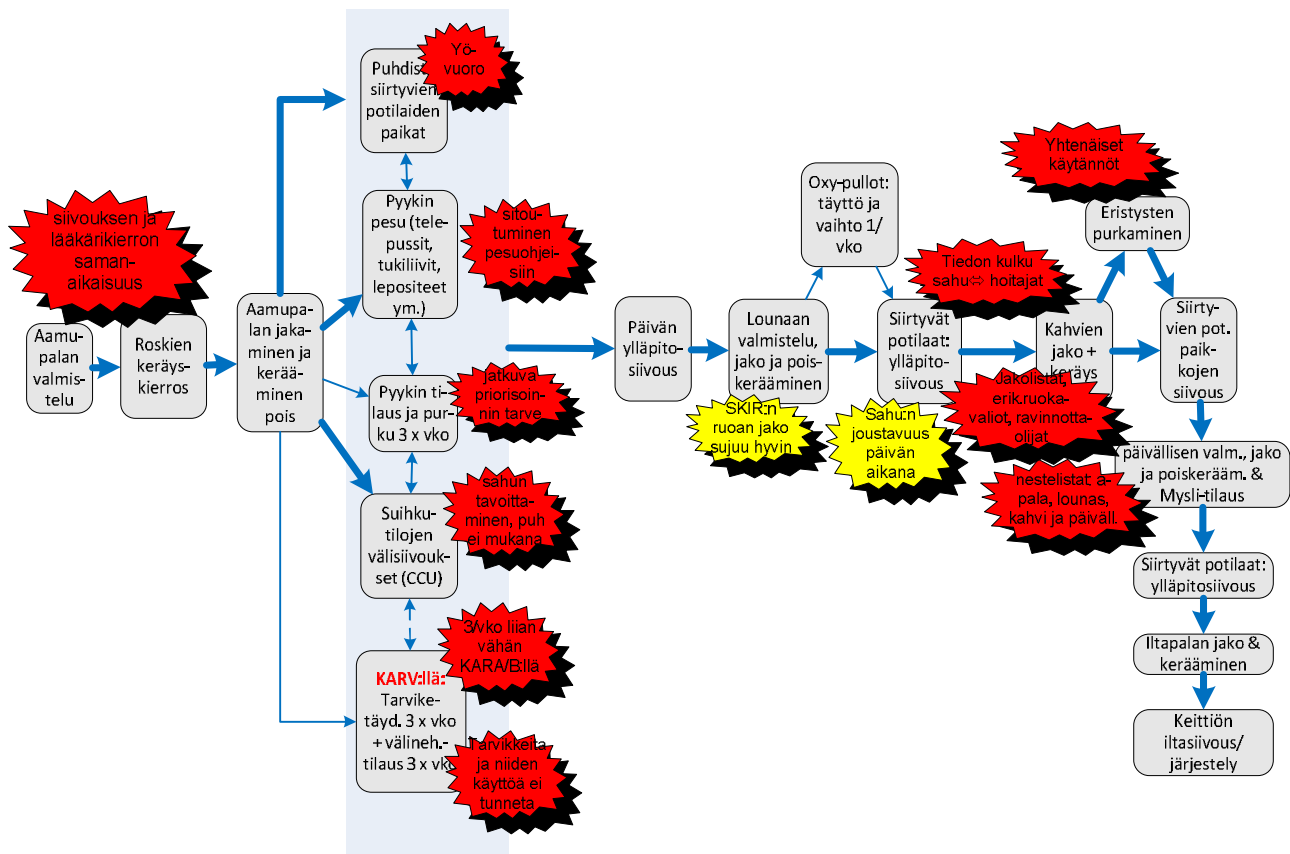 siivouksen ja
lääkärikierron
saman-
aikaisuus
Aamu-
palan
valmis-
telu
Roskien
keräys-
kierros
Aamupa-
lan jaka-
minen ja
kerää-
minen
pois
Yö-
vuoro
siirtyvien
potilaiden
paikat
Pyykin
pesu (tele-
pussit,
tukiliivit,
lepositeet
ym.)
sitou-
tuminen
pesuohjei-
siin
Pyykin ti-
laus ja pur-
ku 3 x vko
jatkuva
priorisoin-
nin tarve
Suihku-
tilojen
välisiivouk-
set (CCU)
sahun
tavoitta-
minen, puh
ei mukana
KARV:llä:
Tarvike-
täyd. 3 x vko
+ välineh.-
tilaus 3 x vko
3/vko liian
vähän
KARA/B:llä
Tarvikkeita
ja niiden
käyttöä ei
tunneta
Päivän
ylläpito-
siivous
Lounaan
valmistelu,
jako ja pois-
kerääminen
SKIR:n
ruoan jako
sujuu hyvin
Oxy-pullot:
täyttö ja
vaihto 1/
vko
Siirtyvät
potilaat:
ylläpito-
siivous
Sahu:n
joustavuus
päivän
aikana
Tiedon kulku
sahu⇔ hoitajat
Kahvien
jako +
keräys
Jakolistat,
erik.ruoka-
valiot, ravinnotta-
olijat
nestelistat: a-
pala, lounas,
kahvi ja päiväll.
Yhtenäiset
käytännöt
Eristysten
purkaminen
Siirty-
vien pot.
paik-
kojen
siivous
päivällisen valm., jako
ja poiskerääm. &
Mysli-tilaus
Siirtyvät potilaat:
ylläpitosiivous
Iltapalan jako &
kerääminen
Keittiön
iltasiivous/
järjestely